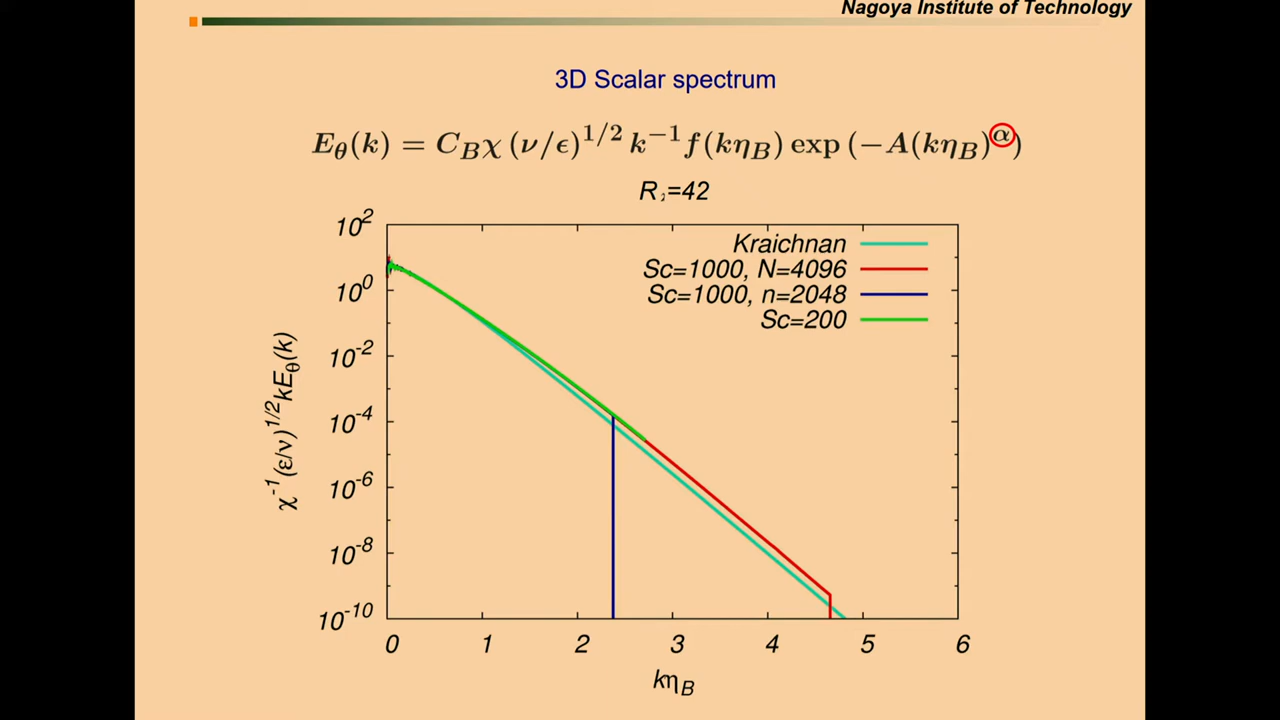 Nagoya Institute of Technology
3D Scalar spectrum
E_θ(k) = C_B χ (ν/ϵ)^{1/2} k^{-1} f(kη_B) exp (−A(kη_B)^α)
R_λ=42
Kraichnan
Sc=1000, N=4096
Sc=1000, n=2048
Sc=200
10^2
10^0
10^-2
10^-4
10^-6
10^-8
10^-10
χ^-1(ε/ν)^1/2 kE_θ(k)
0 1 2 3 4 5 6
kη_B